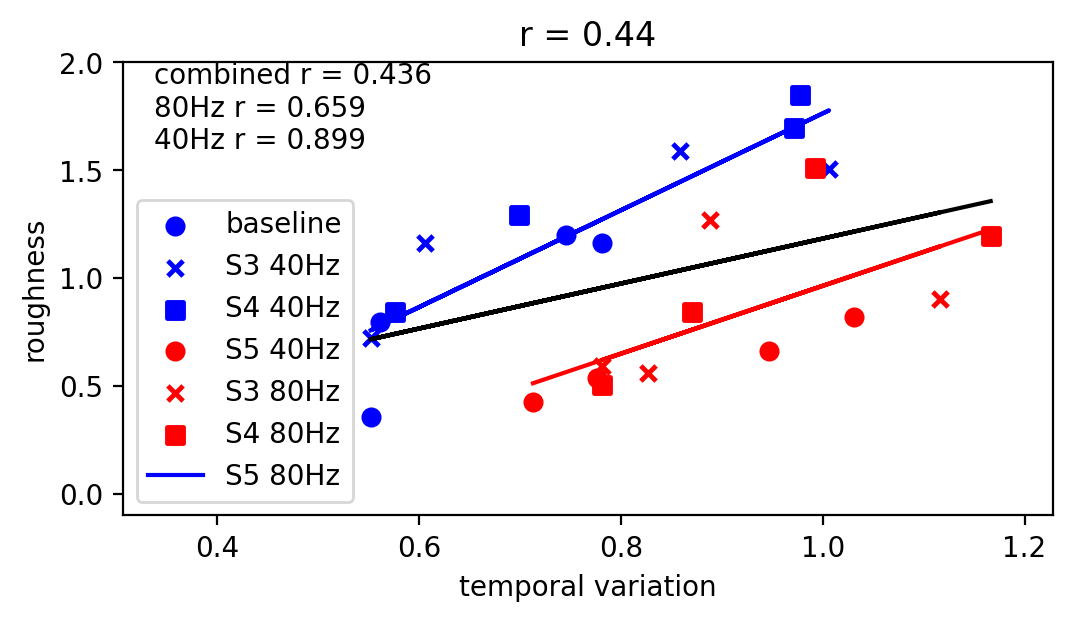 r = 0.44
combined r = 0.436
80Hz r = 0.659
40Hz r = 0.899
baseline
S3 40Hz
S4 40Hz
S5 40Hz
S3 80Hz
S4 80Hz
S5 80Hz
roughness
2.0
1.5
1.0
0.5
0.0
0.4 0.6 0.8 1.0 1.2
temporal variation